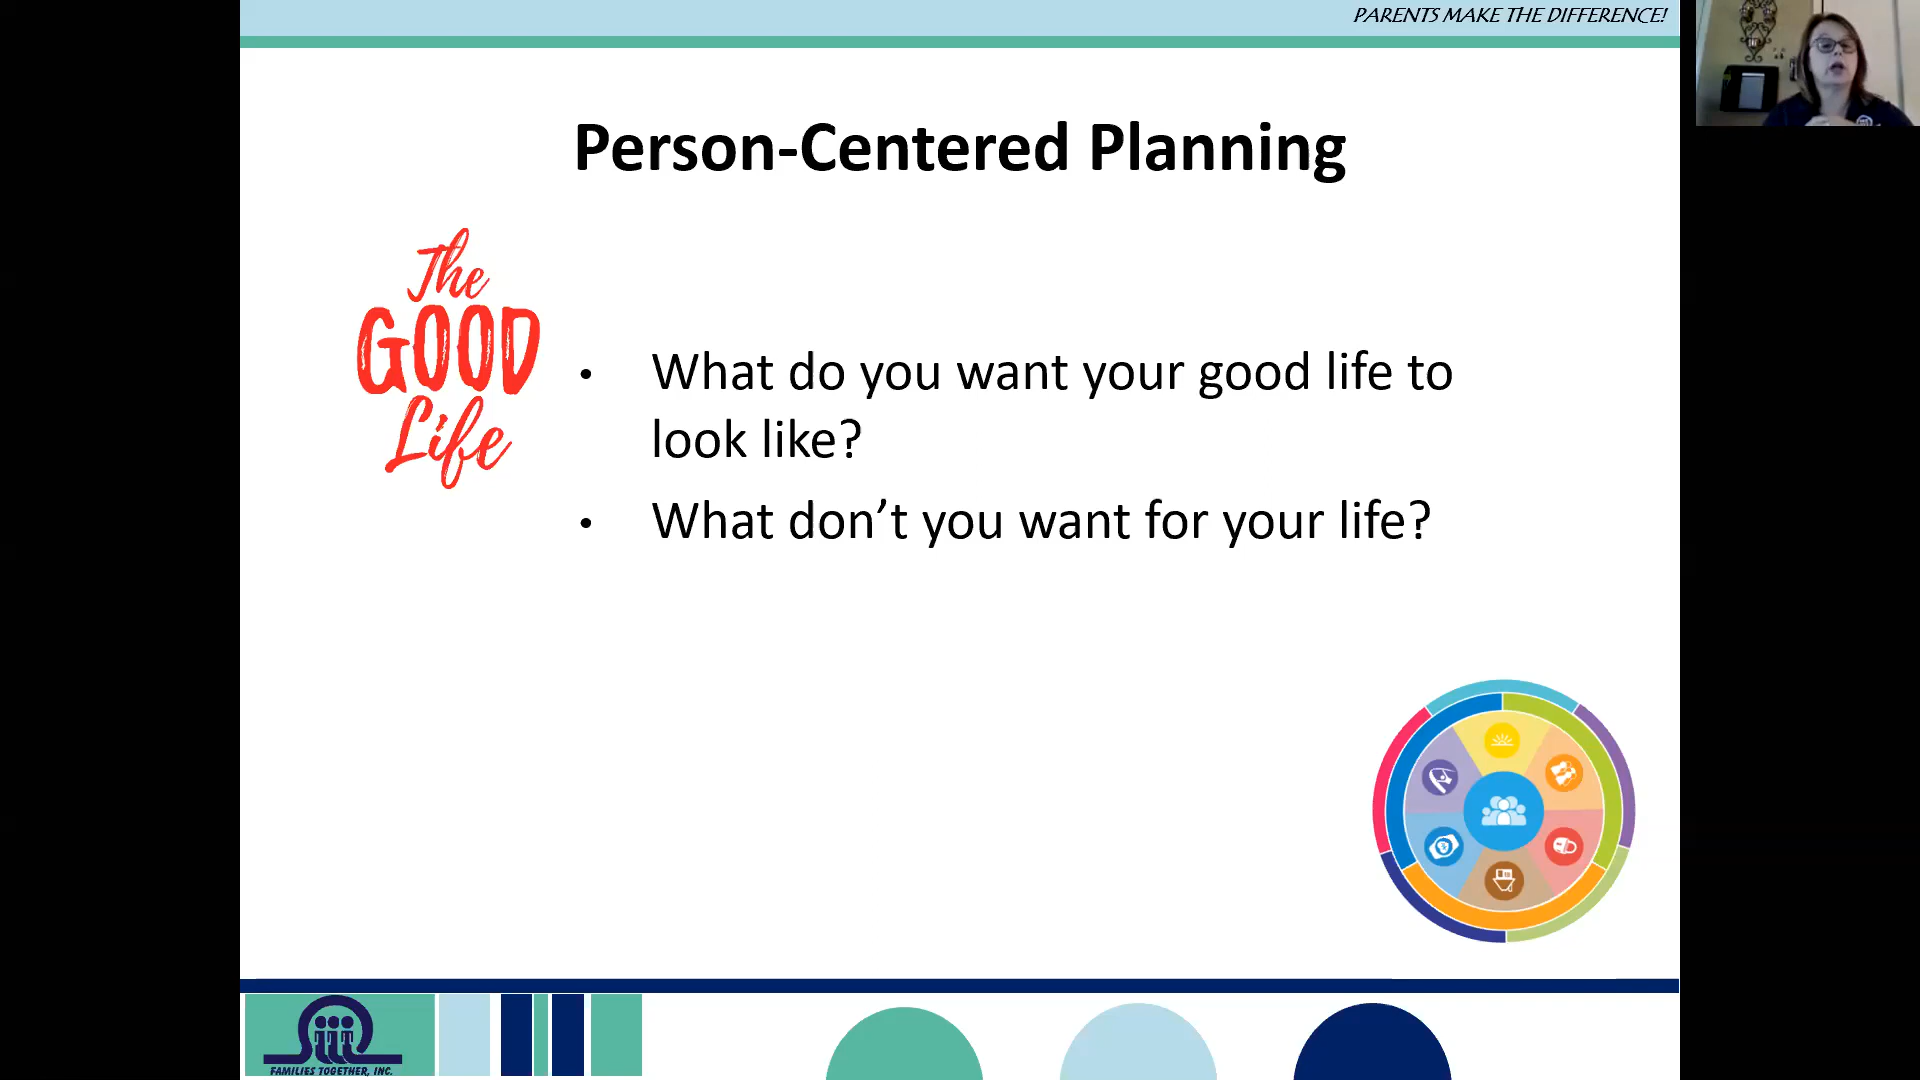 PARENTS MAKE THE DIFFERENCE!
Person-Centered Planning
The
GOOD
Life
• What do you want your good life to
look like?
• What don’t you want for your life?
FAMILIES TOGETHER, INC.